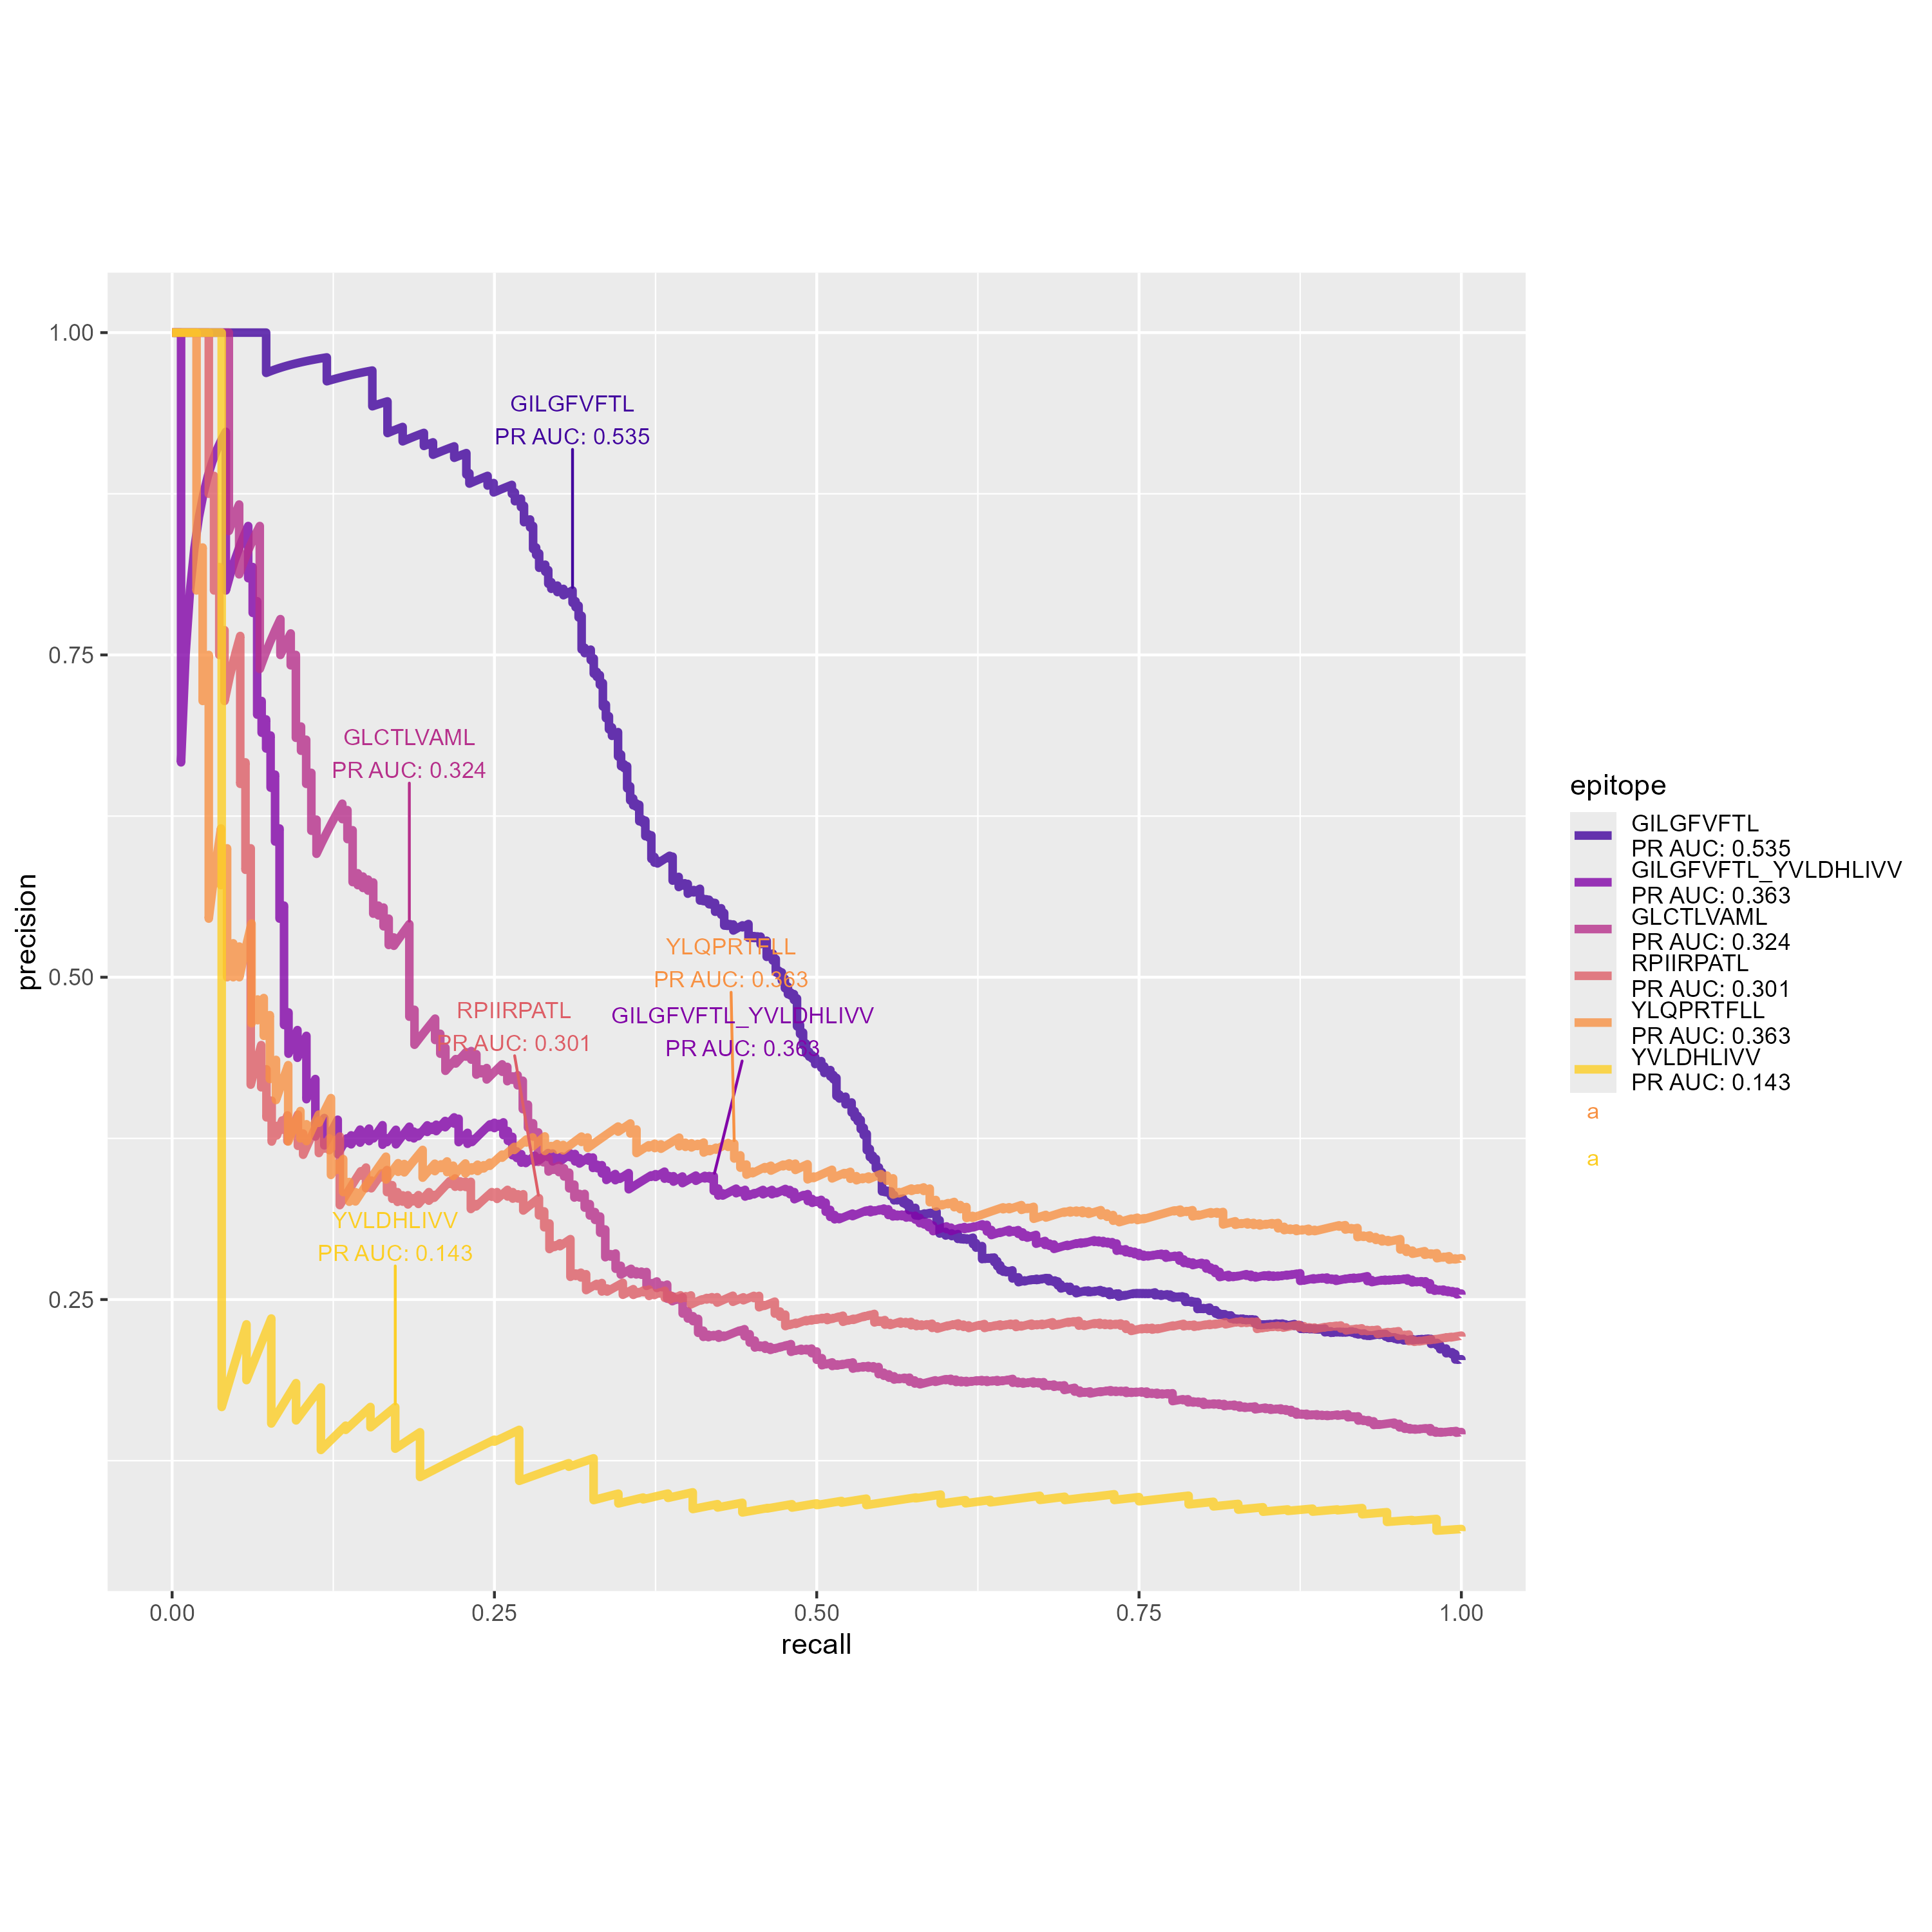 1.00
0.75
0.50
0.25
precision
GILGFVFTL
PR AUC: 0.535
GLCTLVAML
PR AUC: 0.324
YLQPRTFLL
PR AUC: 0.363
RPIIRPATL
PR AUC: 0.301
GILGFVFTL_YVLDHLIVV
PR AUC: 0.363
YVLDHLIVV
PR AUC: 0.143
0.00
0.25
0.50
0.75
1.00
recall
epitope
GILGFVFTL
PR AUC: 0.535
GILGFVFTL_YVLDHLIVV
PR AUC: 0.363
GLCTLVAML
PR AUC: 0.324
RPIIRPATL
PR AUC: 0.301
YLQPRTFLL
PR AUC: 0.363
YVLDHLIVV
PR AUC: 0.143
a
a